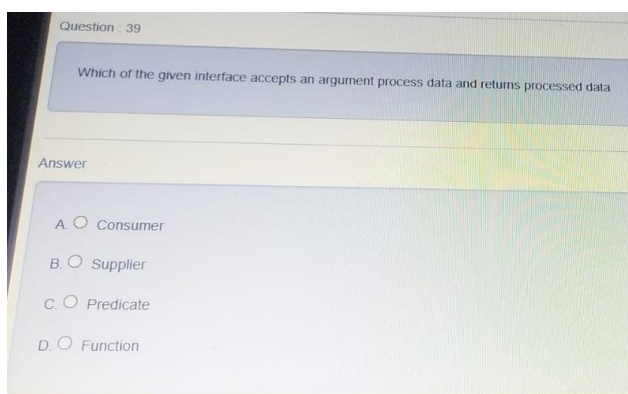 Question : 39
Which of the given interface accepts an argument process data and returns processed data
Answer
A. Consumer
B. Supplier
C. Predicate
D. Function